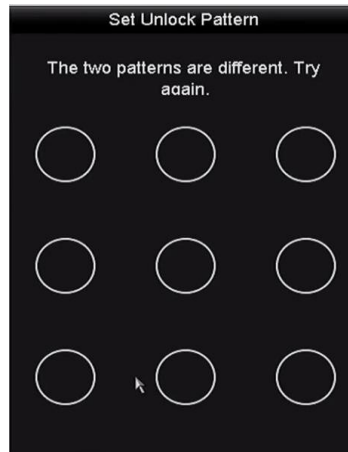 Set Unlock Pattern
The two patterns are different. Try
again.